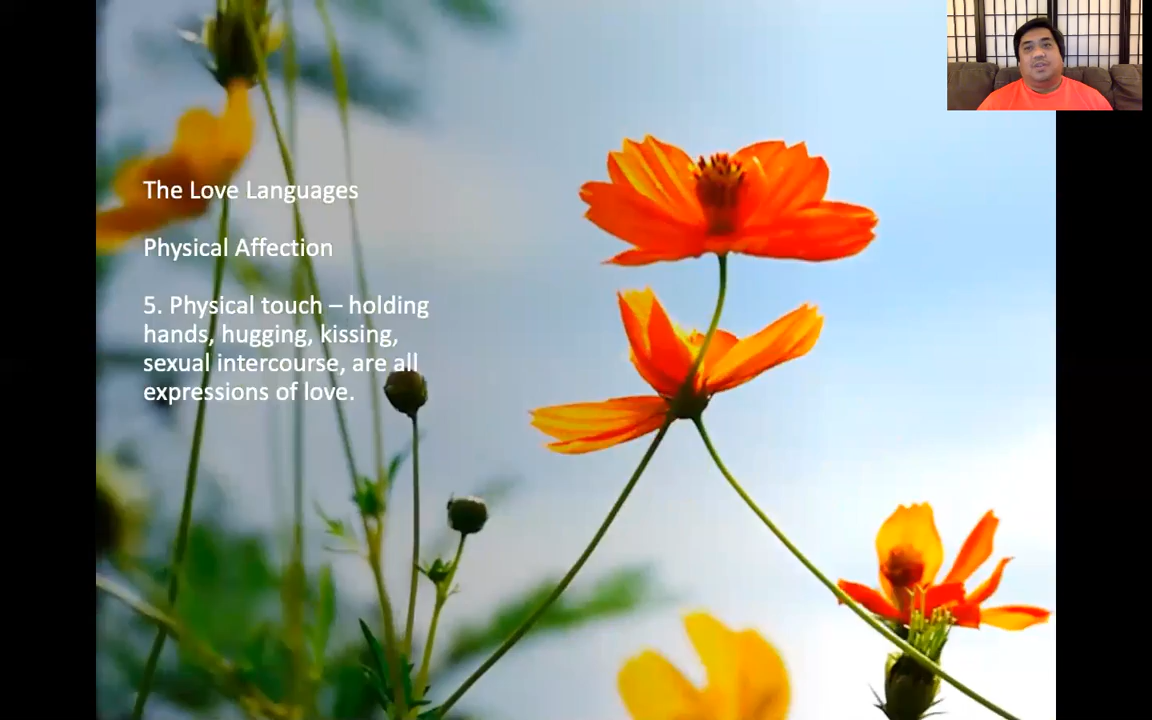 The Love Languages
Physical Affection
5. Physical touch – holding
hands, hugging, kissing,
sexual intercourse, are all
expressions of love.